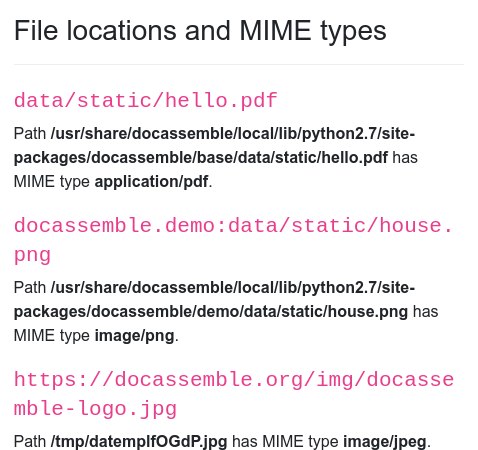 File locations and MIME types
data/static/hello.pdf
Path /usr/share/docassemble/local/lib/python2.7/site-
packages/docassemble/base/data/static/hello.pdf has
MIME type application/pdf.
docassemble.demo:data/static/house.
png
Path /usr/share/docassemble/local/lib/python2.7/site-
packages/docassemble/demo/data/static/house.png has
MIME type image/png.
https://docassemble.org/img/docasse
mble-logo.jpg
Path /tmp/datemplfOGdP.jpg has MIME type image/jpeg.